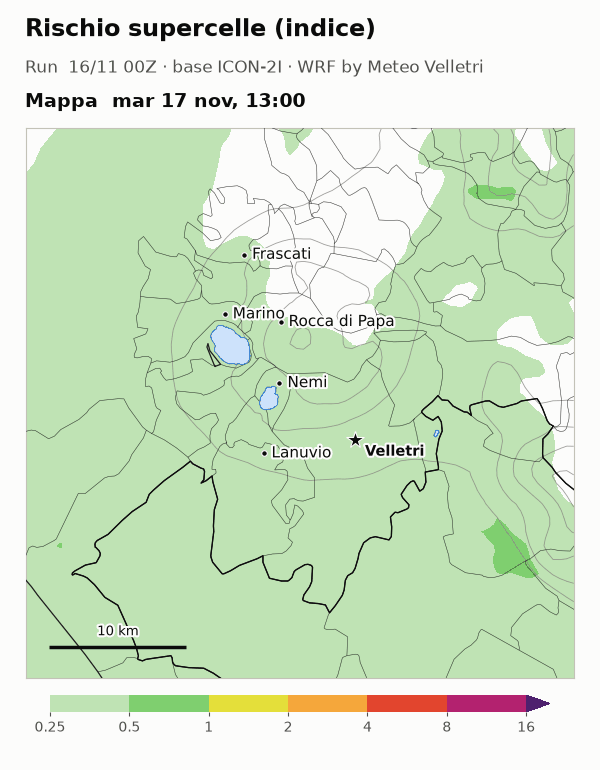 Rischio supercelle (indice)
Run  16/11 00Z · base ICON-2I · WRF by Meteo Velletri
Mappa  mar 17 nov, 13:00
Frascati
Marino
Rocca di Papa
Nemi
Velletri
Lanuvio
10 km
0.25 0.5 1 2 4 8 16